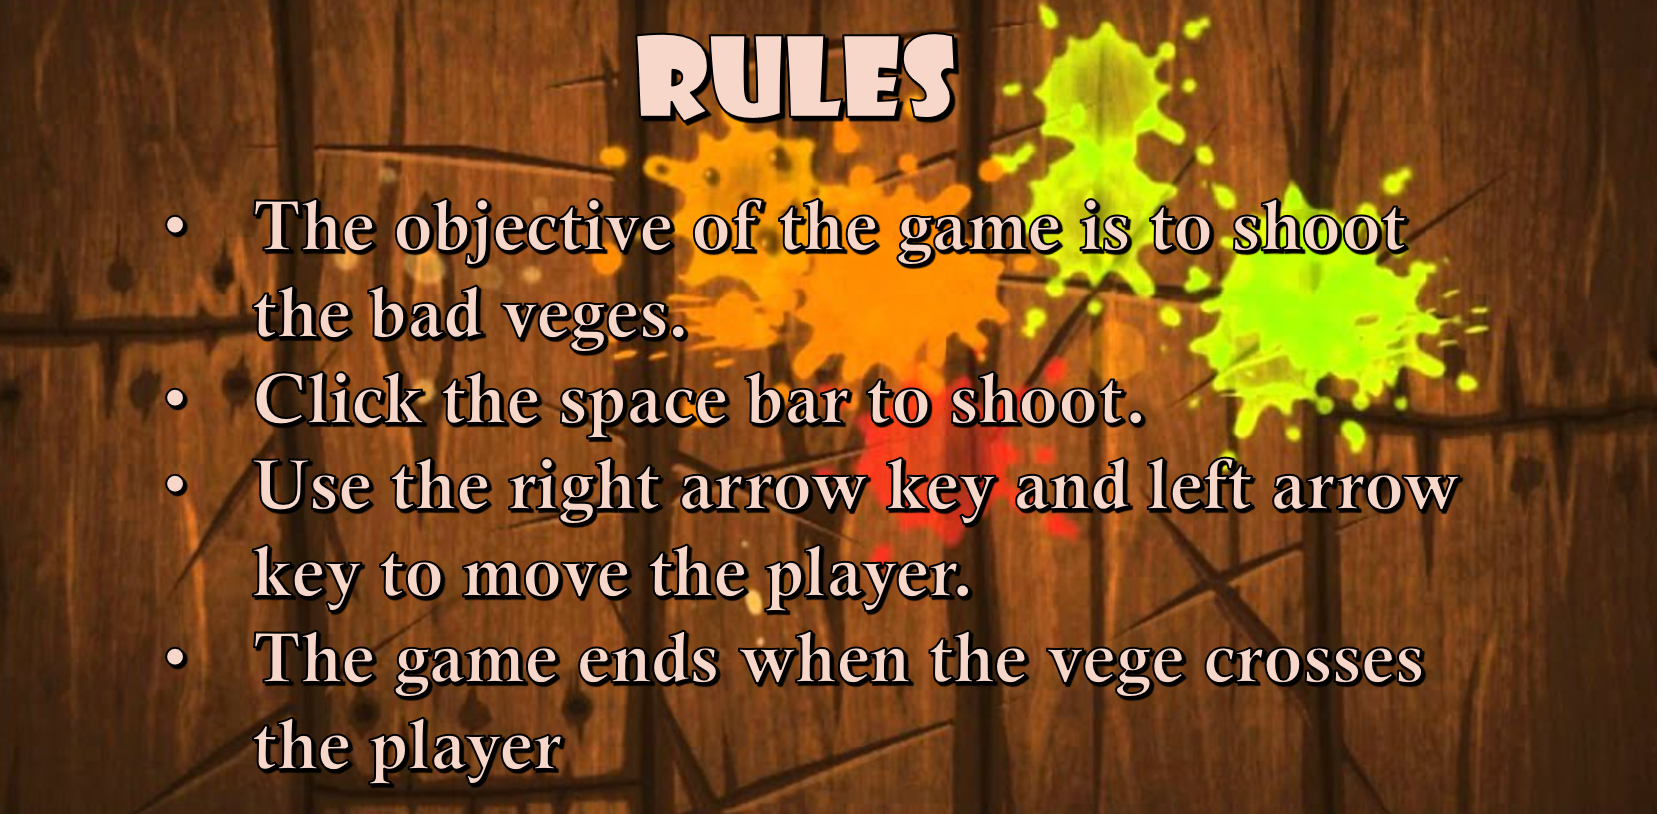 RULES
• The objective of the game is to shoot
the bad veges.
• Click the space bar to shoot.
• Use the right arrow key and left arrow
key to move the player.
• The game ends when the vege crosses
the player